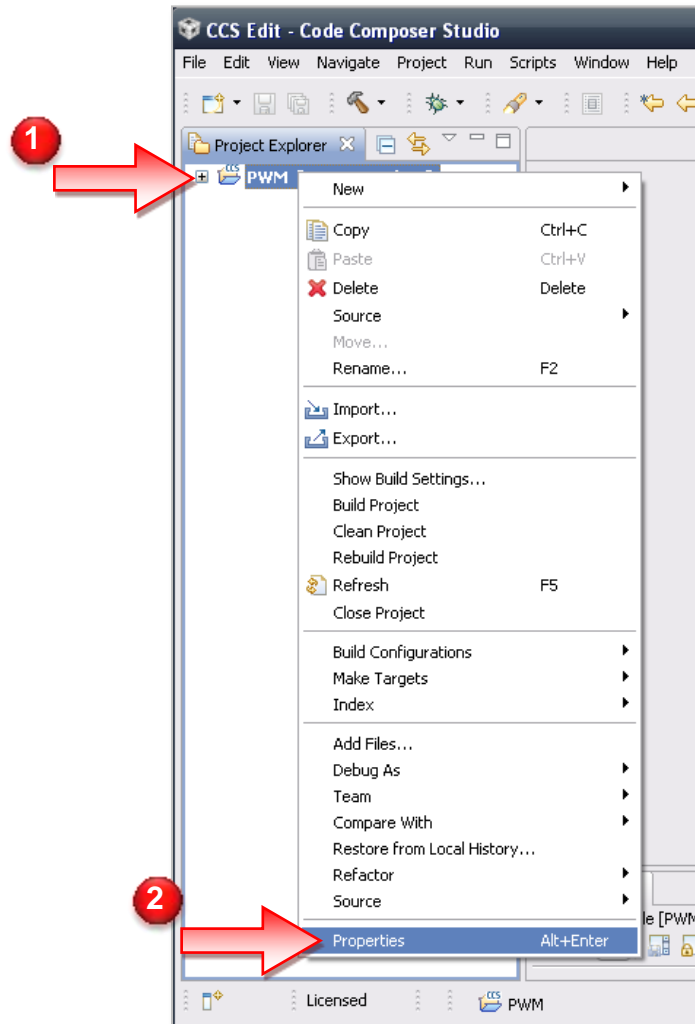 CCS Edit - Code Composer Studio
File Edit View Navigate Project Run Scripts Window Help
1
Project Explorer
PWM
New
Copy Ctrl+C
Paste Ctrl+V
Delete Delete
Source
Move...
Rename... F2
Import...
Export...
Show Build Settings...
Build Project
Clean Project
Rebuild Project
Refresh F5
Close Project
Build Configurations
Make Targets
Index
Add Files...
Debug As
Team
Compare With
Restore from Local History...
Refactor
Source
2
le [PWM
Properties Alt+Enter
Licensed
CCS PWM